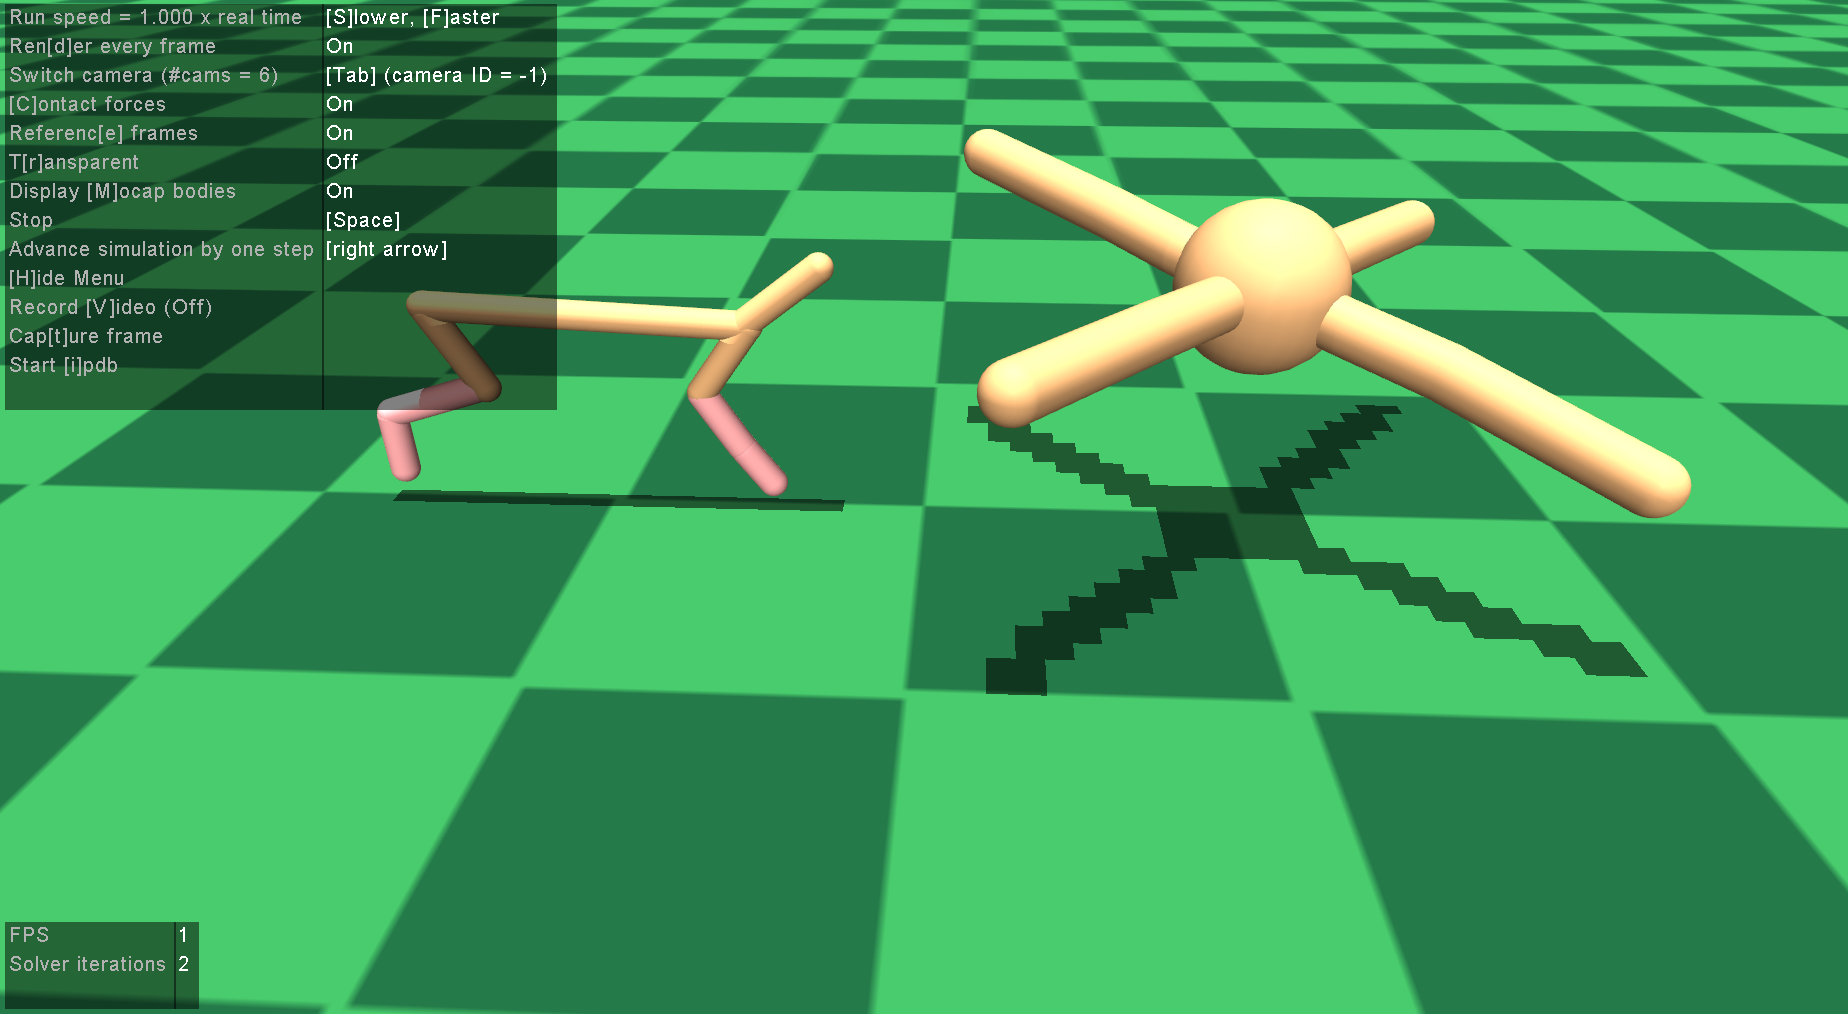 Run speed = 1.000 x real time [S]lower, [F]aster
Ren[d]er every frame On
Switch camera (#cams = 6) [Tab] (camera ID = -1)
[C]ontact forces On
Referenc[e] frames On
T[r]ansparent Off
Display [M]ocap bodies On
Stop [Space]
Advance simulation by one step [right arrow]
[H]ide Menu
Record [V]ideo (Off)
Cap[t]ure frame
Start [i]pdb
FPS 1
Solver iterations 2